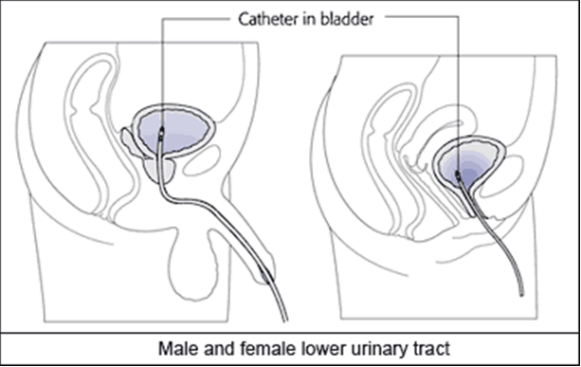 Catheter in bladder
Male and female lower urinary tract